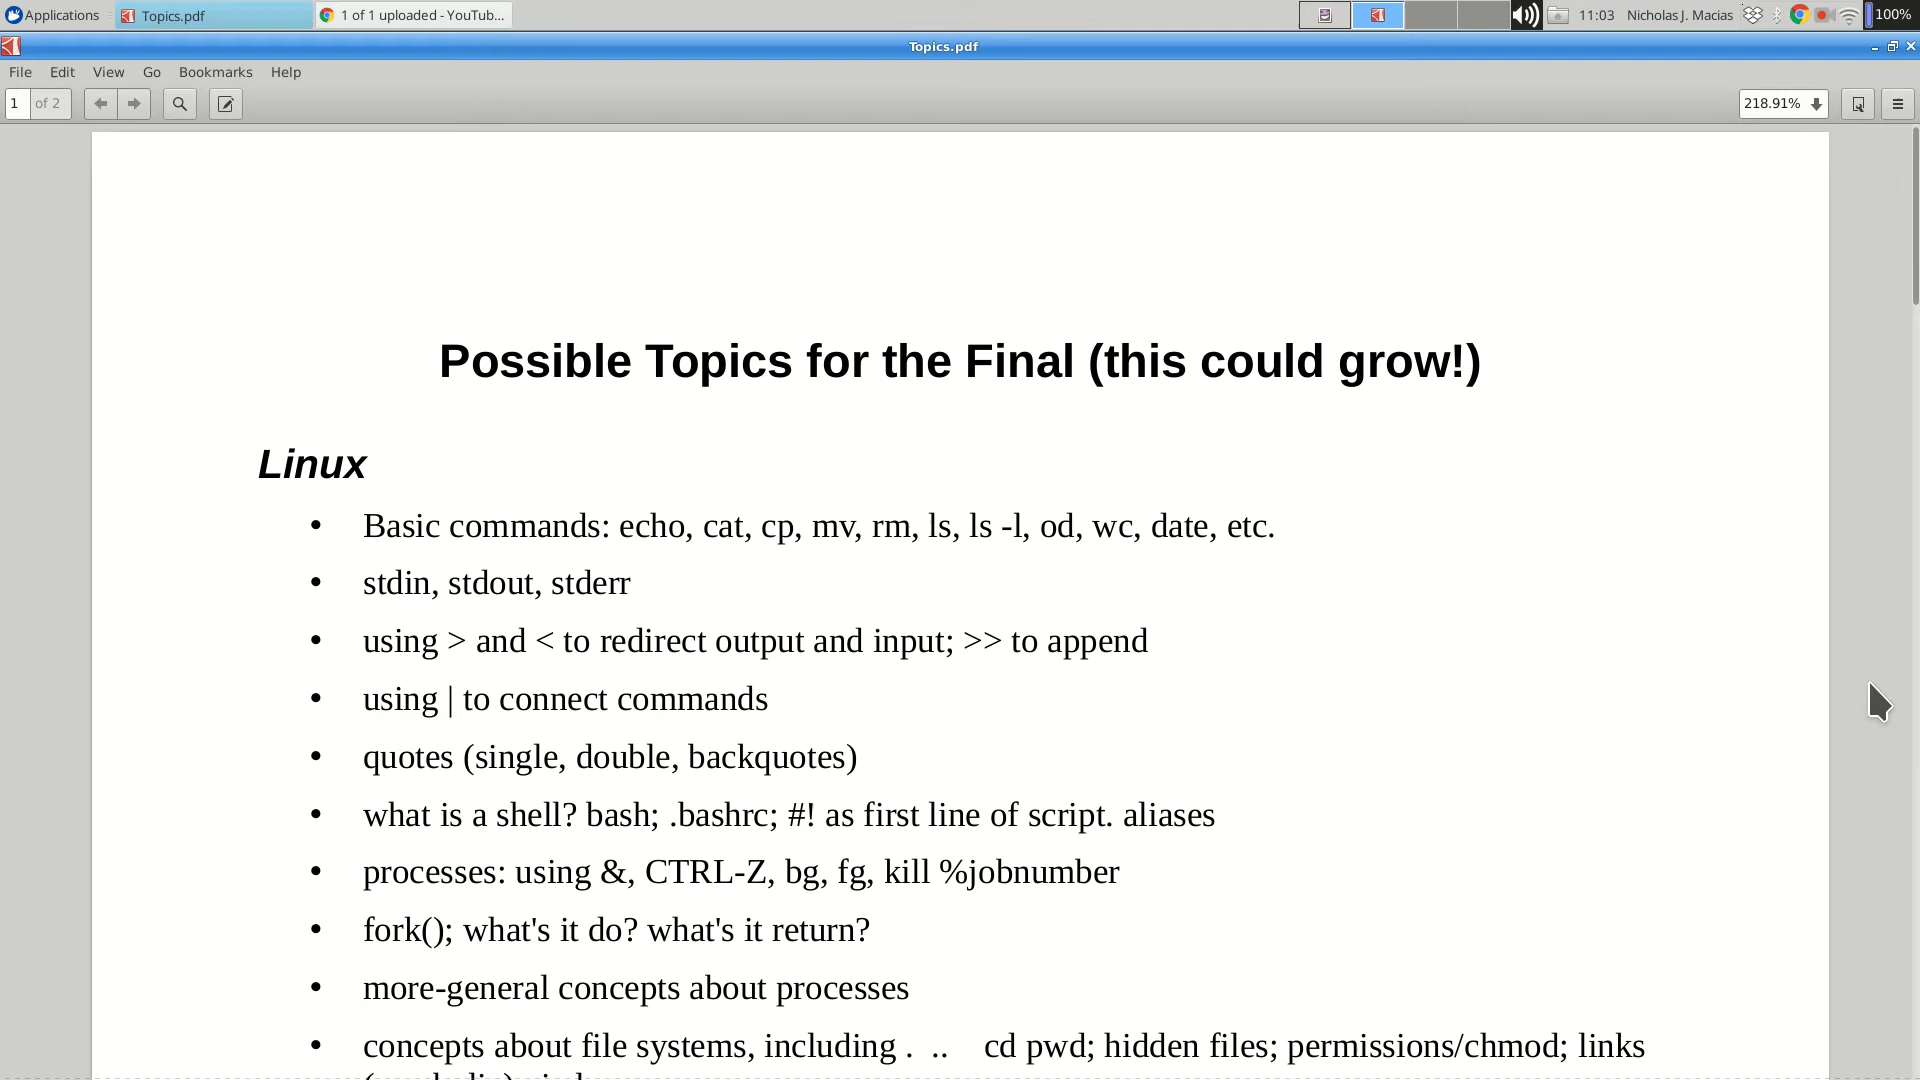 Applications Topics.pdf 1 of 1 uploaded - YouTub... 11:03 Nicholas J. Macias 100%
Topics.pdf
File Edit View Go Bookmarks Help
1 of 2 218.91%
Possible Topics for the Final (this could grow!)
Linux
• Basic commands: echo, cat, cp, mv, rm, ls, ls -l, od, wc, date, etc.
• stdin, stdout, stderr
• using > and < to redirect output and input; >> to append
• using | to connect commands
• quotes (single, double, backquotes)
• what is a shell? bash; .bashrc; #! as first line of script. aliases
• processes: using &, CTRL-Z, bg, fg, kill %jobnumber
• fork(); what's it do? what's it return?
• more-general concepts about processes
• concepts about file systems, including . .. cd pwd; hidden files; permissions/chmod; links